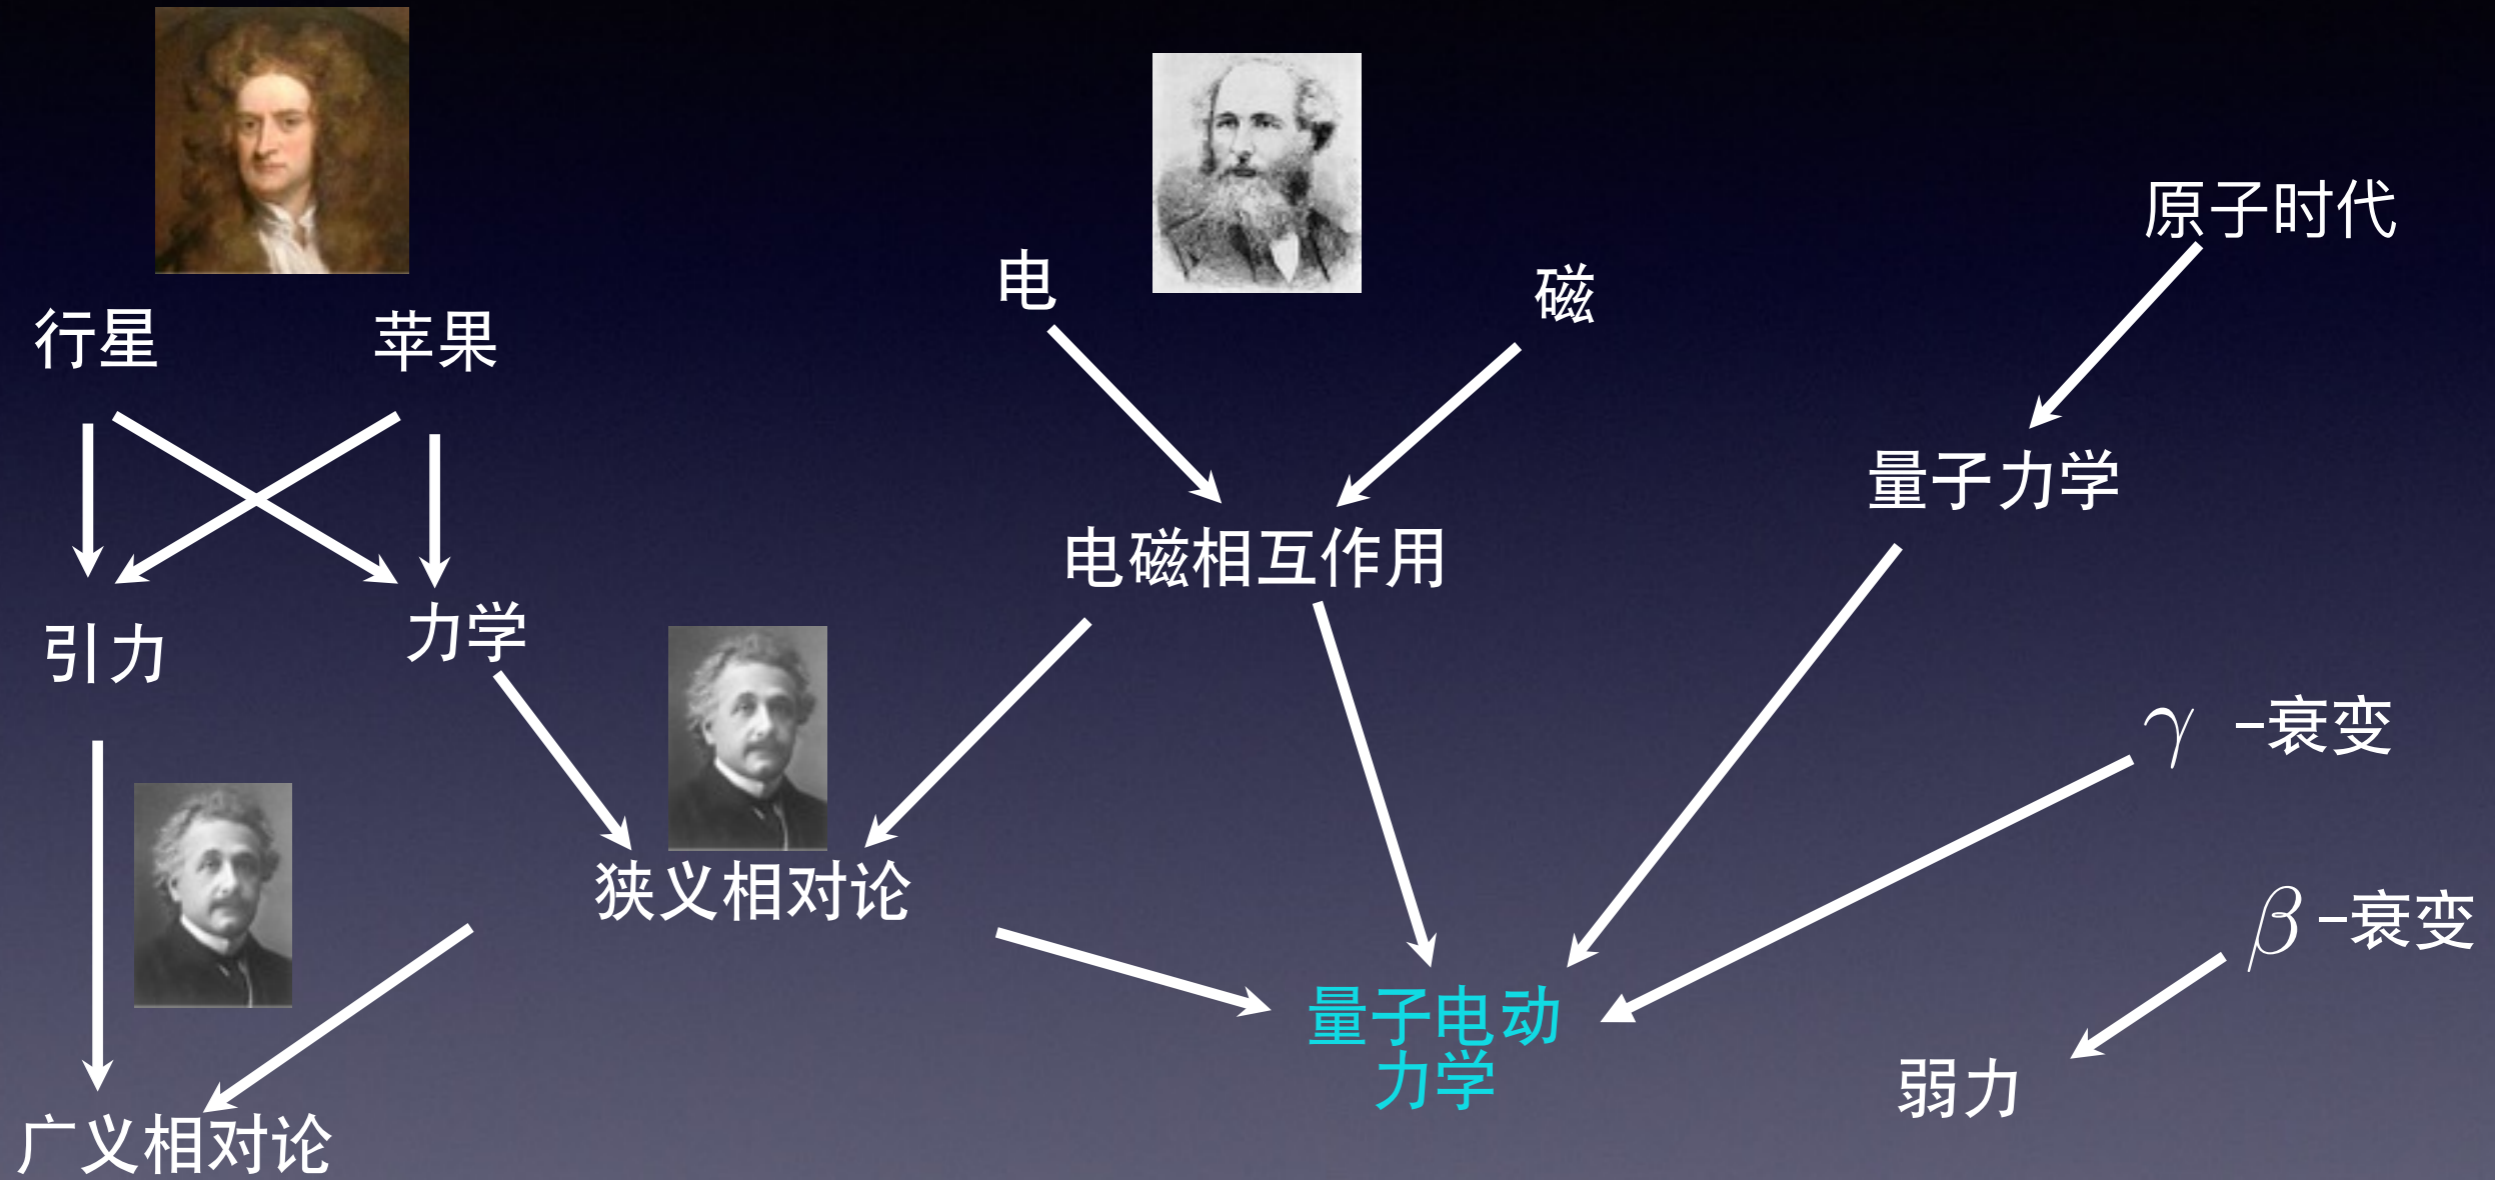 原子时代
电
磁
行星
苹果
量子力学
电磁相互作用
引力
力学
γ -衰变
狭义相对论
β -衰变
量子电动
力学
弱力
广义相对论